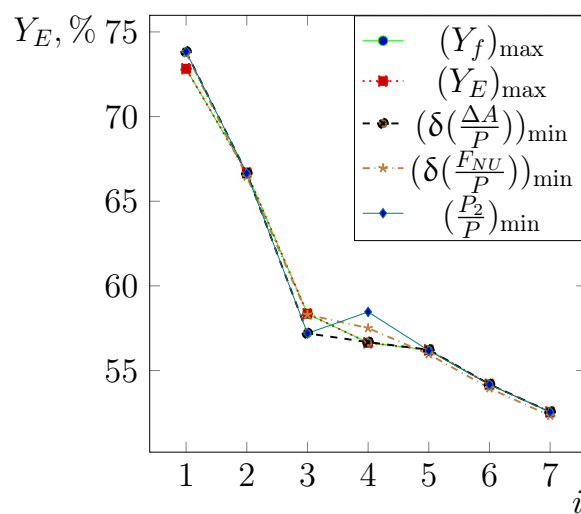 Y_E, %
75
70
65
60
55
1 2 3 4 5 6 7
i
(Y_f)_max
(Y_E)_max
(δ(ΔA/P))_min
(δ(F_NU/P))_min
(P_2/P)_min